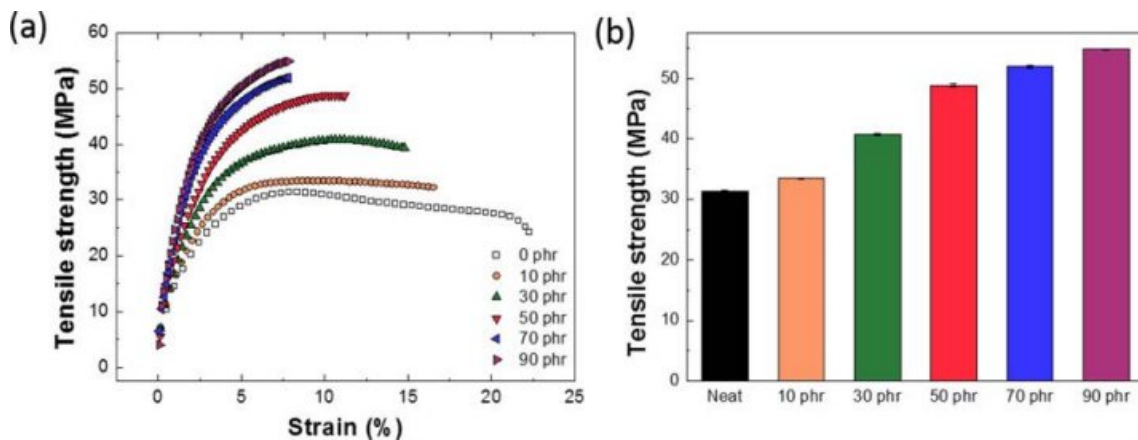 (a)
Tensile strength (MPa)
60
50
40
30
20
10
0
0 phr
10 phr
30 phr
50 phr
70 phr
90 phr
0 5 10 15 20 25
Strain (%)
(b)
Tensile strength (MPa)
50
40
30
20
10
0
Neat 10 phr 30 phr 50 phr 70 phr 90 phr